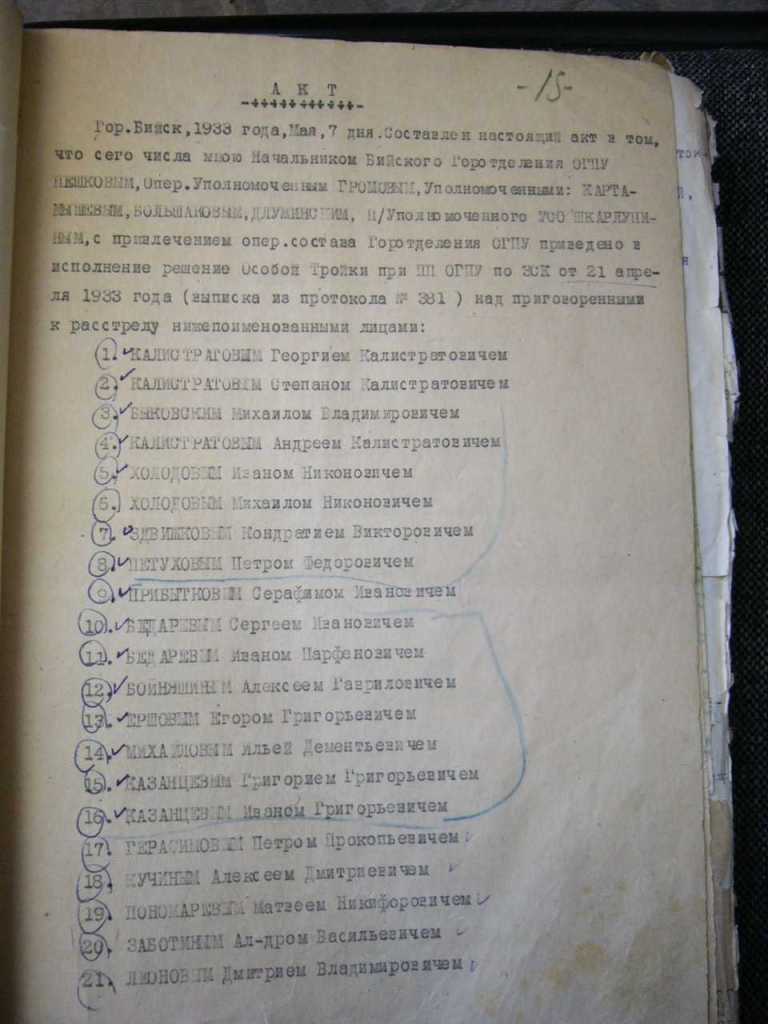 -15-
А К Т
Гор.Бийск,1933 года,Мая,7 дня.Составлен настоящий акт в том,
что сего числа мною Начальником Бийского Горотделения ОГПУ
ПЕШКОВЫМ,Опер.Уполномоченным ГРОМОВЫМ,Уполномоченными: КАРТА-
МЫШЕВЫМ,БОЛЬШАКОВЫМ,ДЛУЖИНСКИМ, П/Уполномоченного УСО ШКАРЛУПИ-
НЫМ,с привлечением опер.состава Горотделения ОГПУ приведено в
исполнение решение Особой Тройки при ПП ОГПУ по ЗСК от 21 апре-
ля 1933 года (выписка из протокола № 381 ) над приговоренными
к расстрелу нижепоименованными лицами:
1. КАЛИСТРАТОВЫМ Георгием Калистратовичем
2. КАЛИСТРАТОВЫМ Степаном Калистратовичем
3. БЫКОВСКИМ Михаилом Владимировичем
4. КАЛИСТРАТОВЫМ Андреем Калистратовичем
5. ХОЛОДОВЫМ Иваном Никоновичем
6. ХОЛОДОВЫМ Михаилом Никоновичем
7. ЗДВИЖКОВЫМ Кондратием Викторовичем
8. ПЕТУХОВЫМ Петром Федоровичем
9. ПРИБЫТКОВЫМ Серафимом Ивановичем
10. БЕДАРЕВЫМ Сергеем Ивановичем
11. БЕДАРЕВЫМ Иваном Парфеновичем
12. БОЙНЯШИНЫМ Алексеем Гавриловичем
13. ЕРШОВЫМ Егором Григорьевичем
14. МИХАЙЛОВЫМ Ильей Дементьевичем
15. КАЗАНЦЕВЫМ Григорием Григорьевичем
16. КАЗАНЦЕВЫМ Иваном Григорьевичем
17. ГЕРАСИМОВЫМ Петром Прокопьевичем
18. КУЧИНЫМ Алексеем Дмитриевичем
19. ПОНОМАРЕВЫМ Матвеем Никифоровичем
20. ЗАБОТИНЫМ Ал-дром Васильевичем
21. ЛЕОНОВЫМ Дмитрием Владимировичем